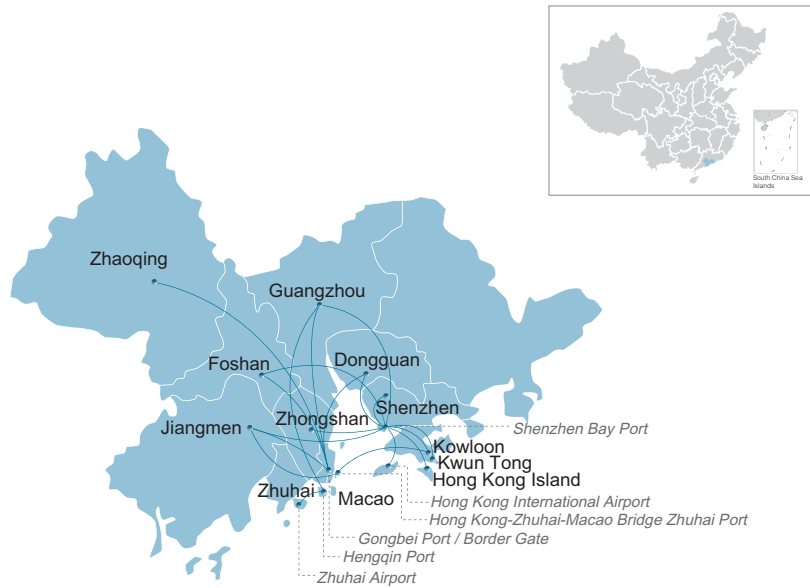 South China Sea
Islands
Zhaoqing
Guangzhou
Foshan
Dongguan
Shenzhen
Jiangmen
Zhongshan
Shenzhen Bay Port
Kowloon
Kwun Tong
Hong Kong Island
Zhuhai
Macao
Hong Kong International Airport
Hong Kong-Zhuhai-Macao Bridge Zhuhai Port
Gongbei Port / Border Gate
Hengqin Port
Zhuhai Airport